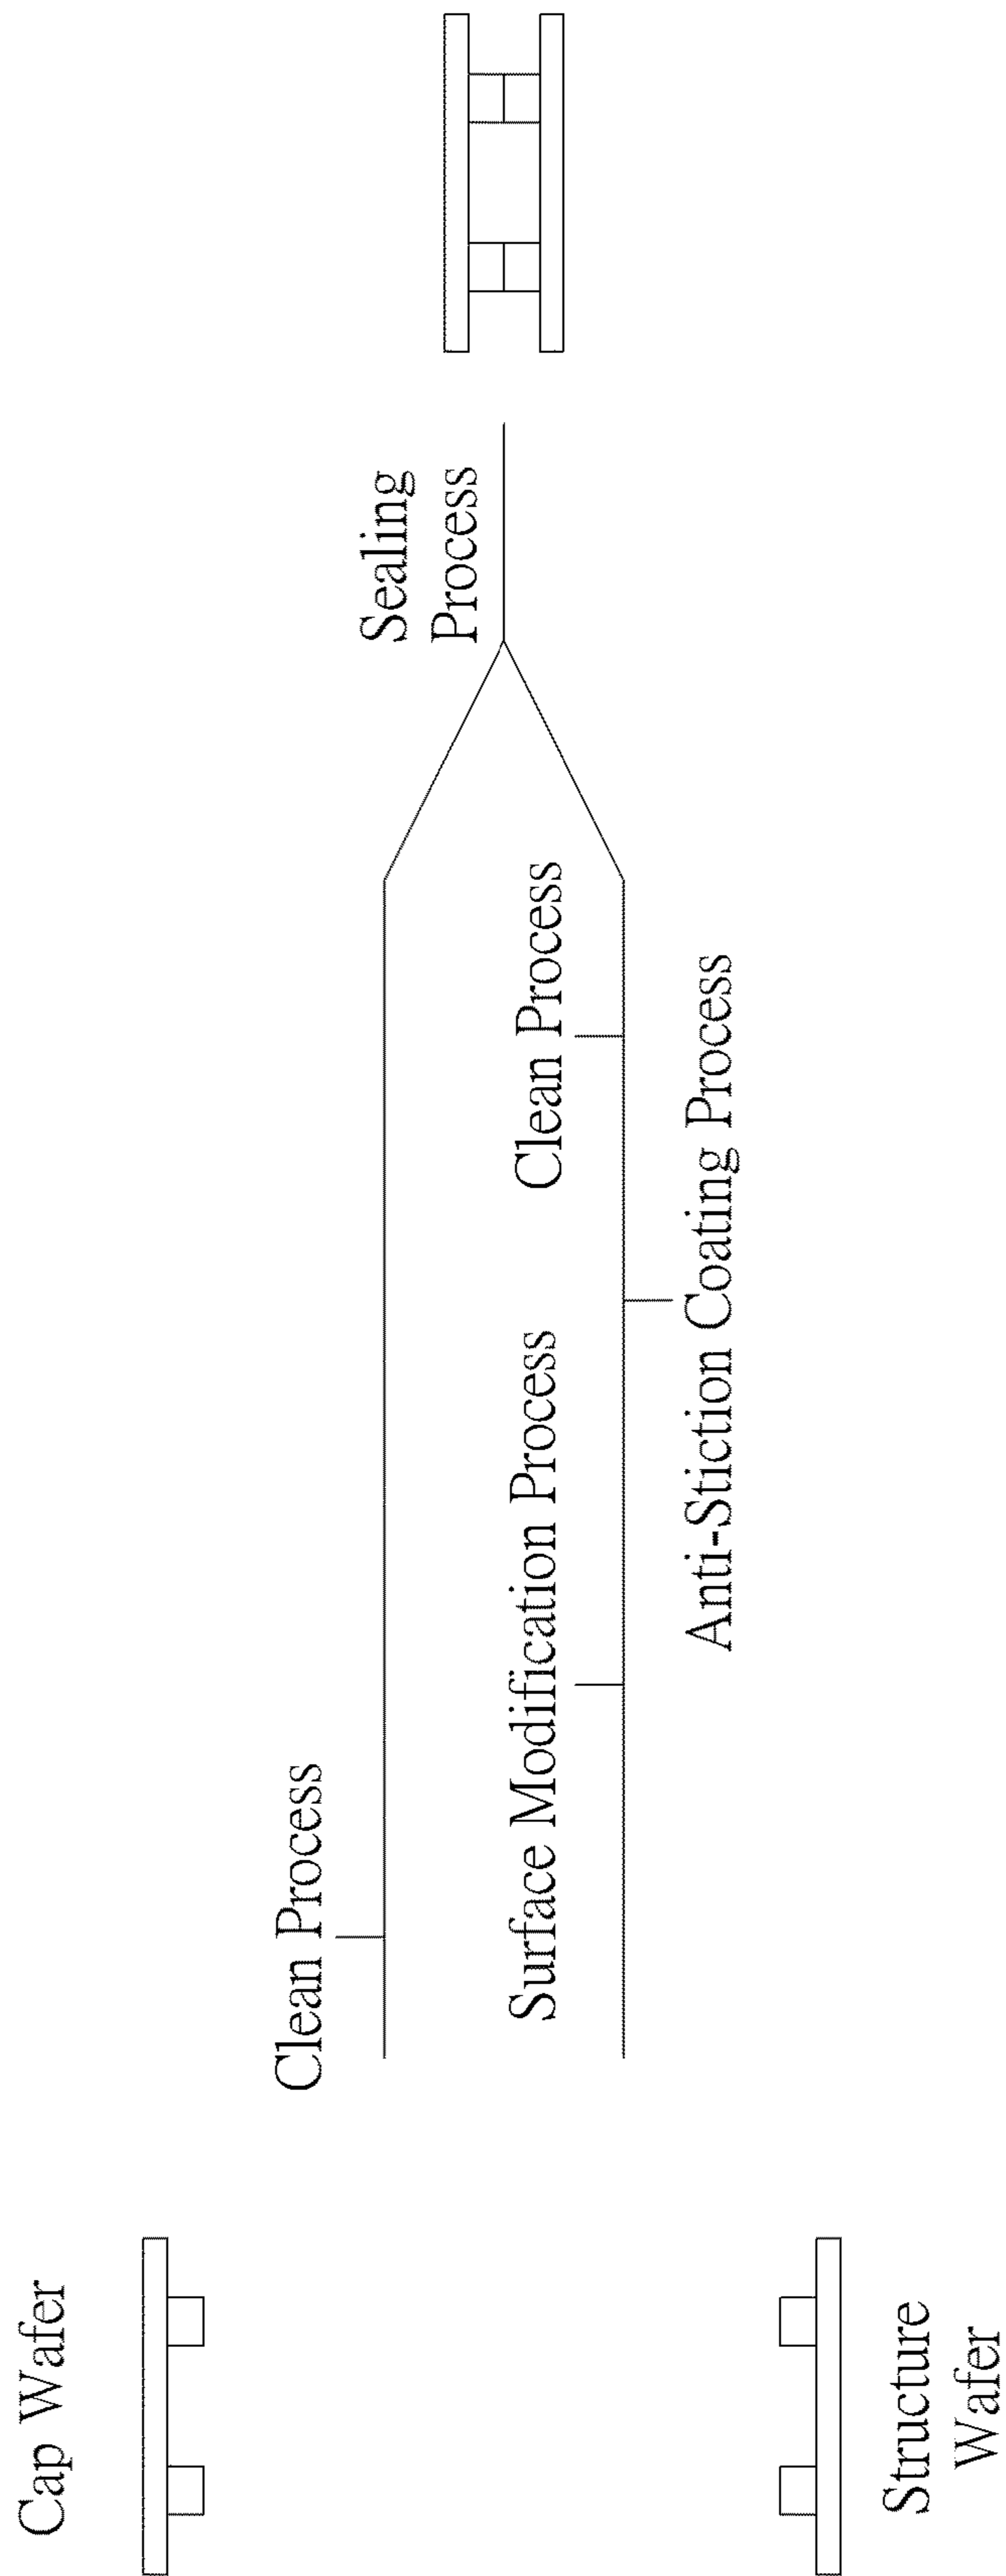 Cap Wafer
Structure
Wafer
Clean Process
Surface Modification Process
Anti-Stiction Coating Process
Clean Process
Sealing
Process